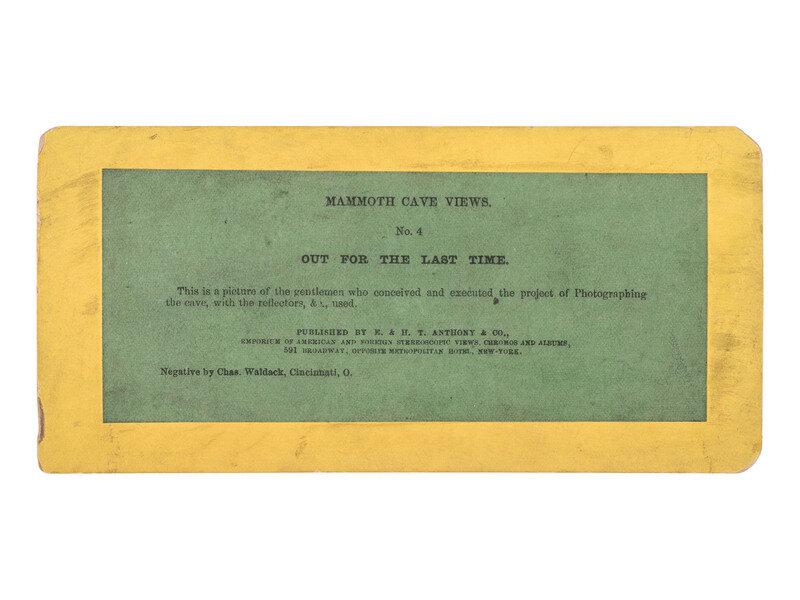 MAMMOTH CAVE VIEWS.
No. 4
OUT FOR THE LAST TIME.
This is a picture of the gentlemen who conceived and executed the project of Photographing
the cave, with the reflectors, &c., used.
PUBLISHED BY E. & H. T. ANTHONY & CO.,
EMPORIUM OF AMERICAN AND FOREIGN STEREOSCOPIC VIEWS, CHROMOS AND ALBUMS,
591 BROADWAY, OPPOSITE METROPOLITAN HOTEL, NEW-YORK.
Negative by Chas. Waldack, Cincinnati, O.